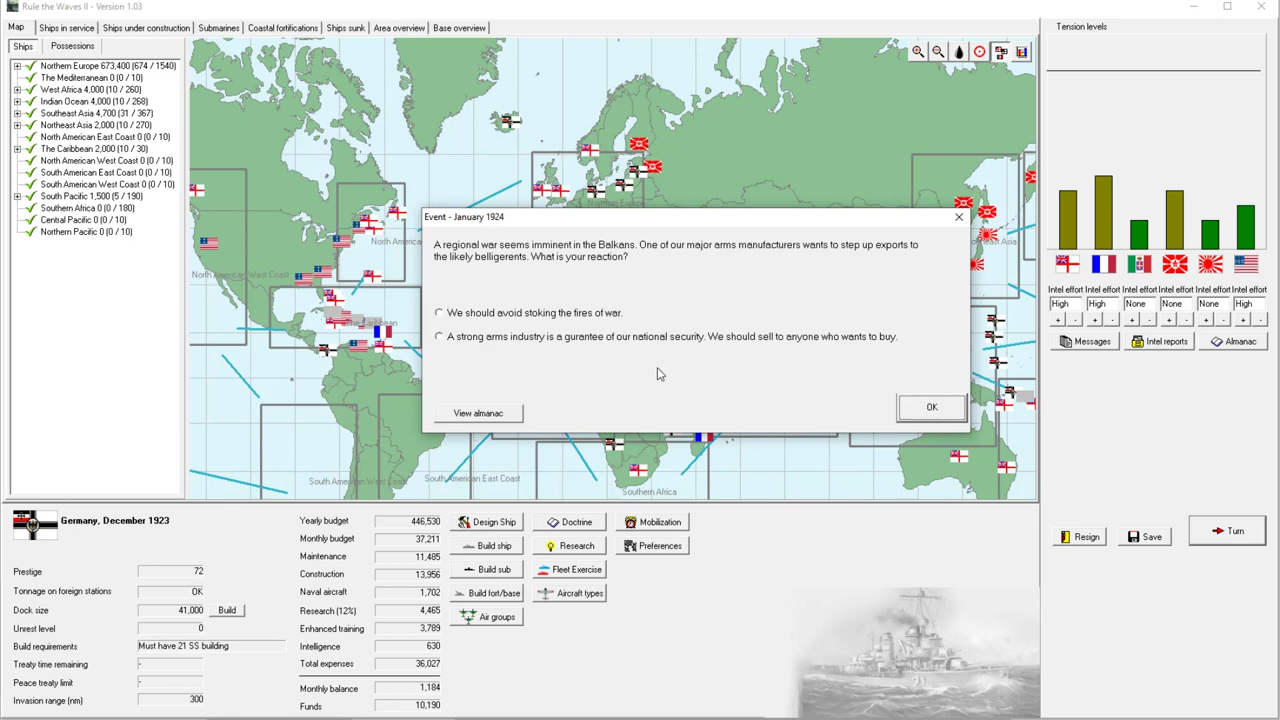 Rule the Waves II - Version 1.03
Map
Ships in service
Ships under construction
Submarines
Coastal fortifications
Ships sunk
Area overview
Base overview
Ships
Possessions
Northern Europe 673,400 (674 / 1540)
The Mediterranean 0 (0 / 10)
West Africa 4,000 (10 / 260)
Indian Ocean 4,000 (10 / 268)
Southeast Asia 4,700 (31 / 367)
Northeast Asia 2,000 (10 / 270)
North American East Coast 0 (0 / 10)
The Caribbean 2,000 (10 / 30)
North American West Coast 0 (0 / 10)
South American East Coast 0 (0 / 10)
South American West Coast 0 (0 / 10)
South Pacific 1,500 (5 / 190)
Southern Africa 0 (0 / 180)
Central Pacific 0 (0 / 10)
Northern Pacific 0 (0 / 10)
Northern Europe
North America
North American West Coast
South American West Coast
South American East Coast
Southern Africa
Event - January 1924
A regional war seems imminent in the Balkans. One of our major arms manufacturers wants to step up exports to
the likely belligerents. What is your reaction?
We should avoid stoking the fires of war.
A strong arms industry is a gurantee of our national security. We should sell to anyone who wants to buy.
View almanac
OK
Tension levels
Intel effort Intel effort Intel effort Intel effort Intel effort Intel effort
High High None None None High
+ - + - + - + - + - + -
Messages
Intel reports
Almanac
Resign
Save
Turn
Germany, December 1923
Prestige 72
Tonnage on foreign stations OK
Dock size 41,000 Build
Unrest level 0
Build requirements Must have 21 SS building
Treaty time remaining -
Peace treaty limit -
Invasion range (nm) 300
Yearly budget 446,530
Monthly budget 37,211
Maintenance 11,485
Construction 13,956
Naval aircraft 1,702
Research (12%) 4,465
Enhanced training 3,789
Intelligence 630
Total expenses 36,027
Monthly balance 1,184
Funds 10,190
Design Ship
Doctrine
Mobilization
Build ship
Research
Preferences
Build sub
Fleet Exercise
Build fort/base
Aircraft types
Air groups